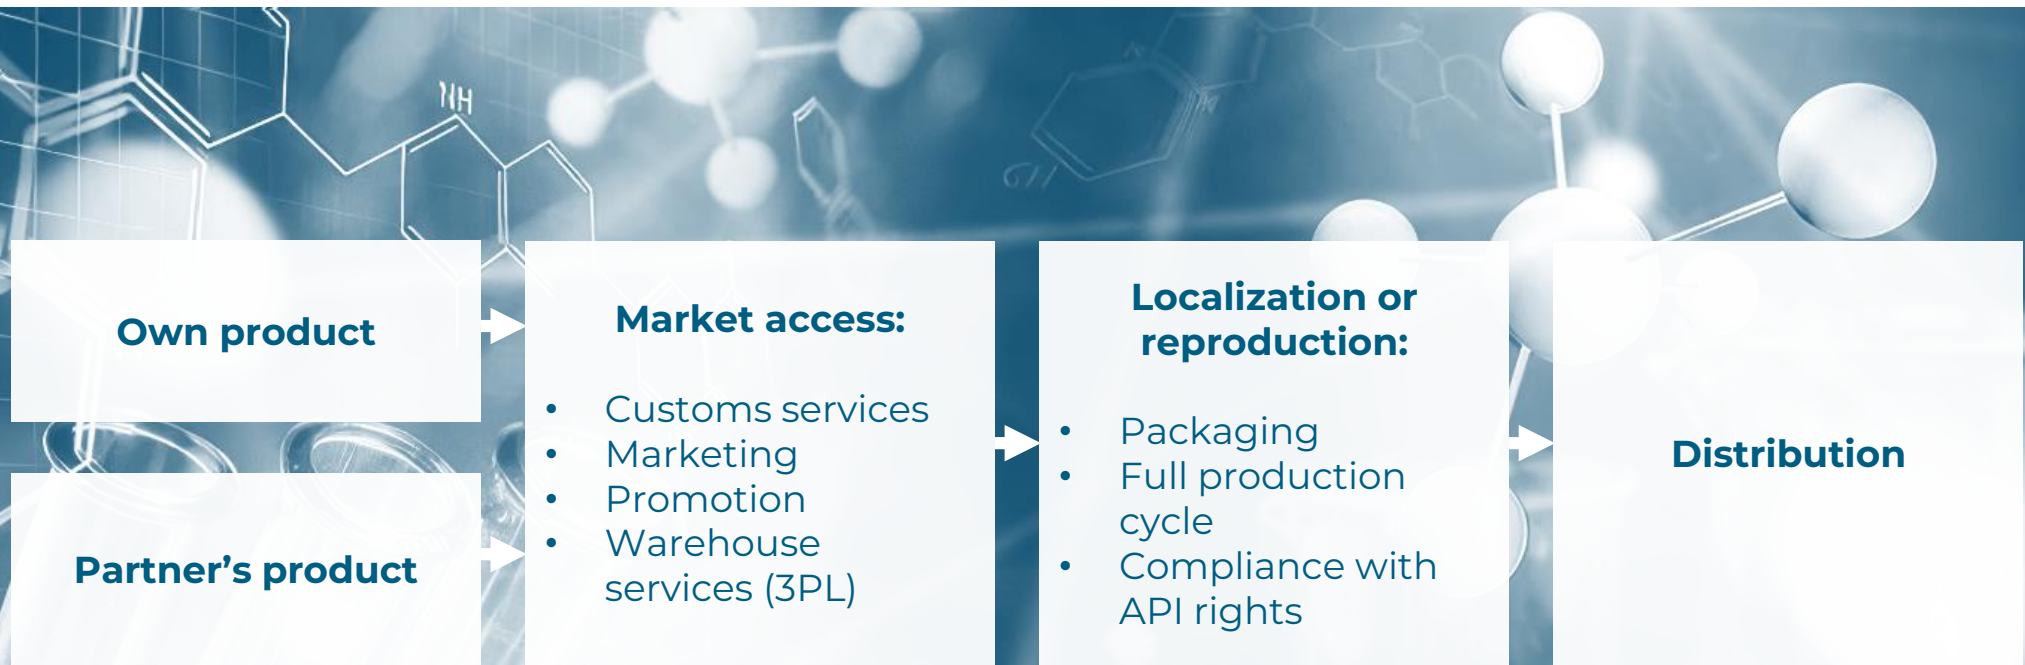 NH
Own product
Partner’s product
Market access:
• Customs services
• Marketing
• Promotion
• Warehouse
services (3PL)
Localization or
reproduction:
• Packaging
• Full production
cycle
• Compliance with
API rights
Distribution